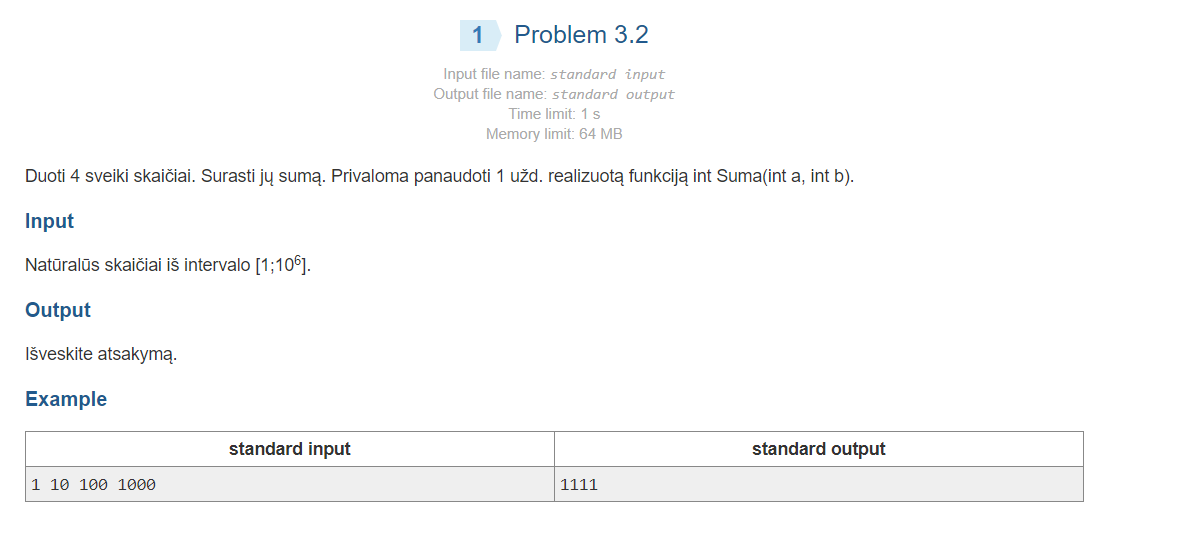 1 Problem 3.2
Input file name: standard input
Output file name: standard output
Time limit: 1 s
Memory limit: 64 MB
Duoti 4 sveiki skaičiai. Surasti jų sumą. Privaloma panaudoti 1 užd. realizuotą funkciją int Suma(int a, int b).
Input
Natūralūs skaičiai iš intervalo [1;10⁶].
Output
Išveskite atsakymą.
Example
standard input standard output
1 10 100 1000 1111